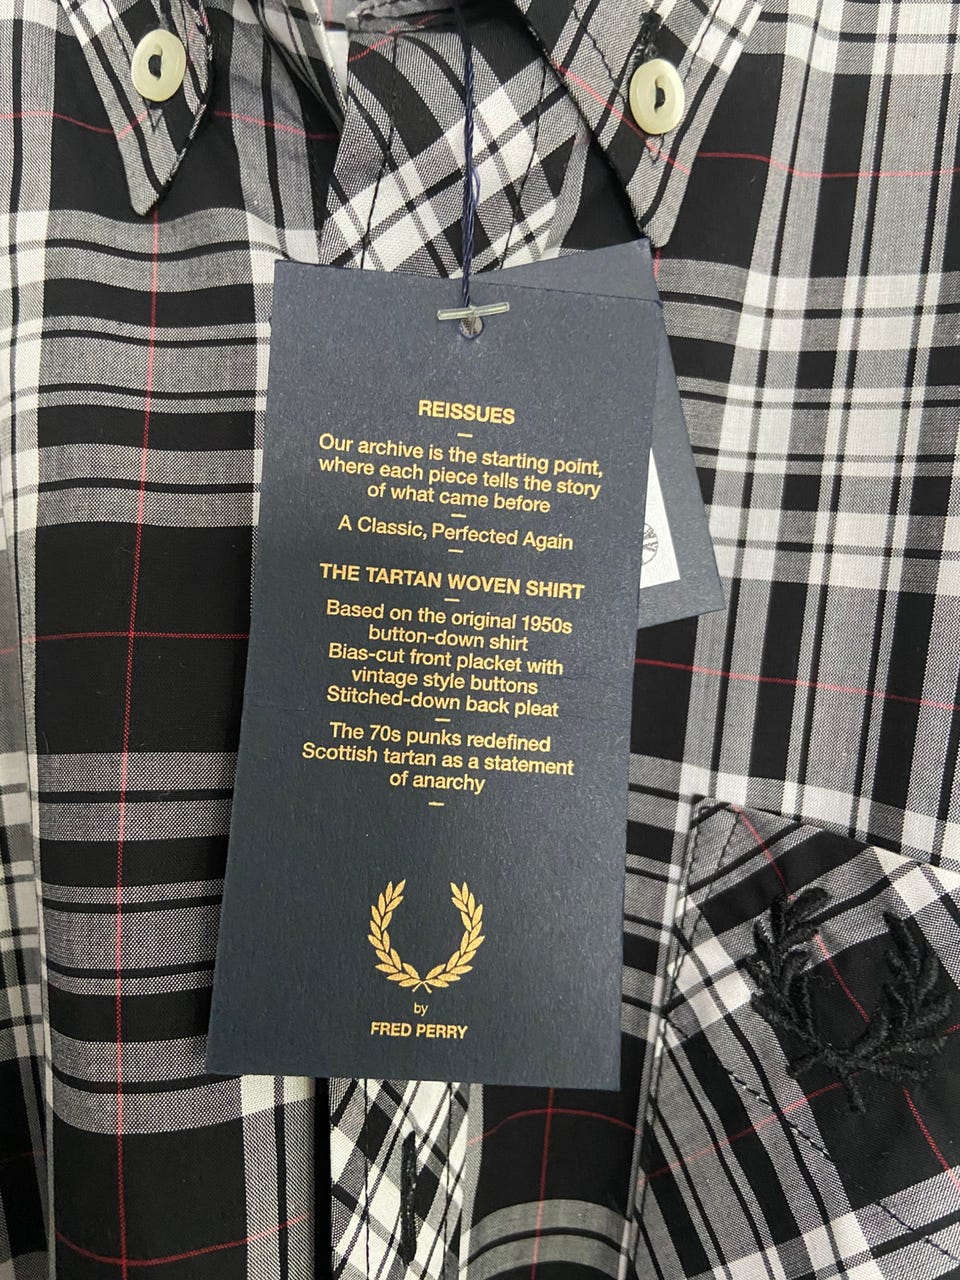 REISSUES
Our archive is the starting point,
where each piece tells the story
of what came before
A Classic, Perfected Again
THE TARTAN WOVEN SHIRT
Based on the original 1950s
button-down shirt
Bias-cut front placket with
vintage style buttons
Stitched-down back pleat
The 70s punks redefined
Scottish tartan as a statement
of anarchy
by
FRED PERRY